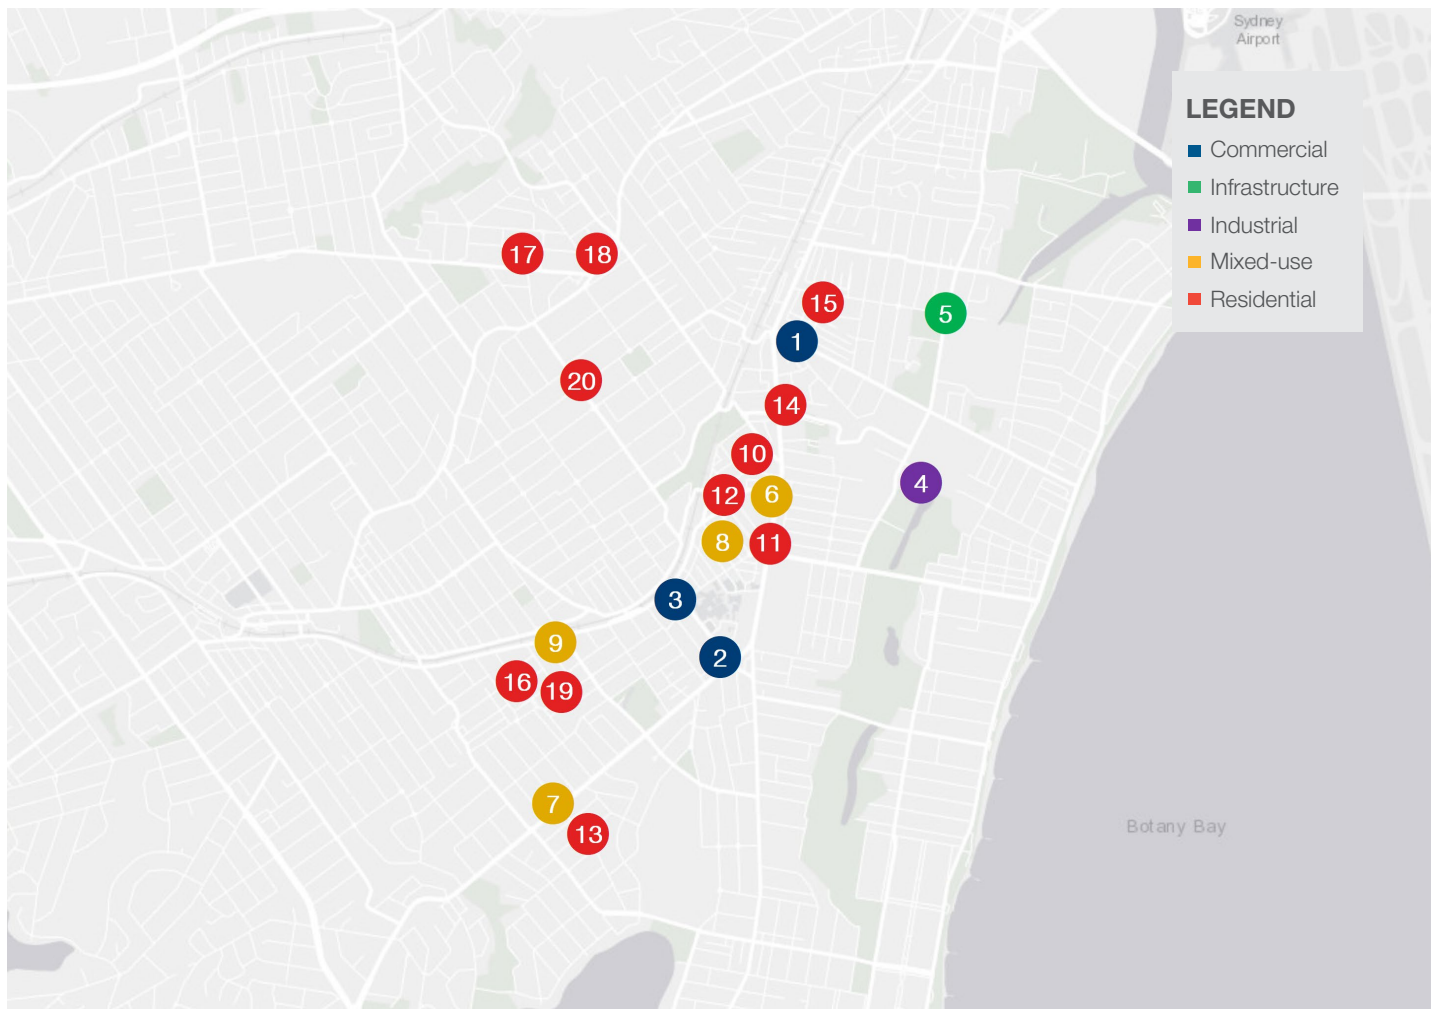 Sydney
Airport
LEGEND
Commercial
Infrastructure
Industrial
Mixed-use
Residential
17
18
15
5
1
20
14
10
4
12
6
8
11
3
9
2
16
19
7
13
Botany Bay